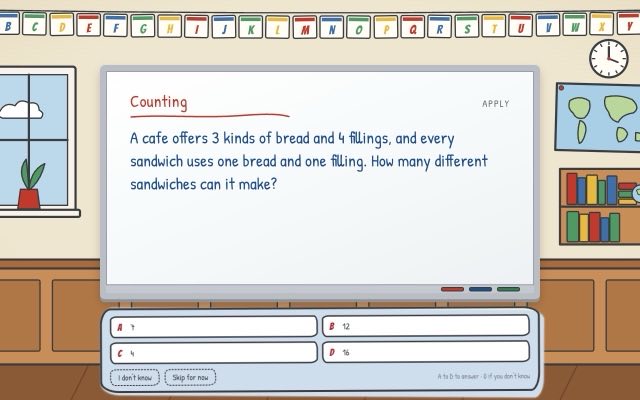 B C D E F G H I J K L M N O P Q R S T U V W X Y
Counting
APPLY
A cafe offers 3 kinds of bread and 4 fillings, and every
sandwich uses one bread and one filling. How many different
sandwiches can it make?
A 7
B 12
C 4
D 16
I don't know
Skip for now
A to D to answer · 0 if you don't know